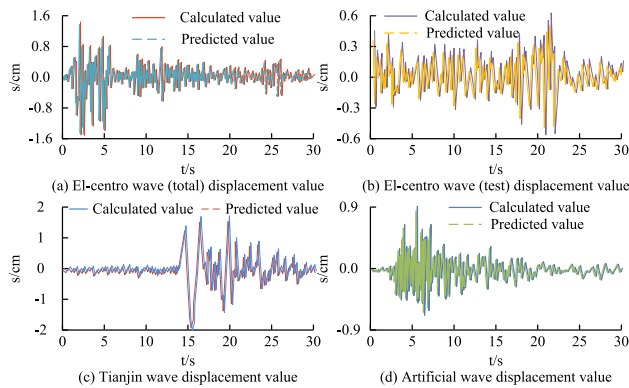 Calculated value
Predicted value
1.6
0.8
0.0
-0.8
-1.6
s/cm
0 5 10 15 20 25 30
t/s
(a) El-centro wave (total) displacement value
Calculated value
Predicted value
0.6
0.3
0.0
-0.3
-0.6
s/cm
0 5 10 15 20 25 30
t/s
(b) El-centro wave (test) displacement value
Calculated value Predicted value
2
1
0
-1
-2
s/cm
0 5 10 15 20 25 30
t/s
(c) Tianjin wave displacement value
Calculated value
Predicted value
0.9
0.0
-0.9
s/cm
0 5 10 15 20 25 30
t/s
(d) Artificial wave displacement value